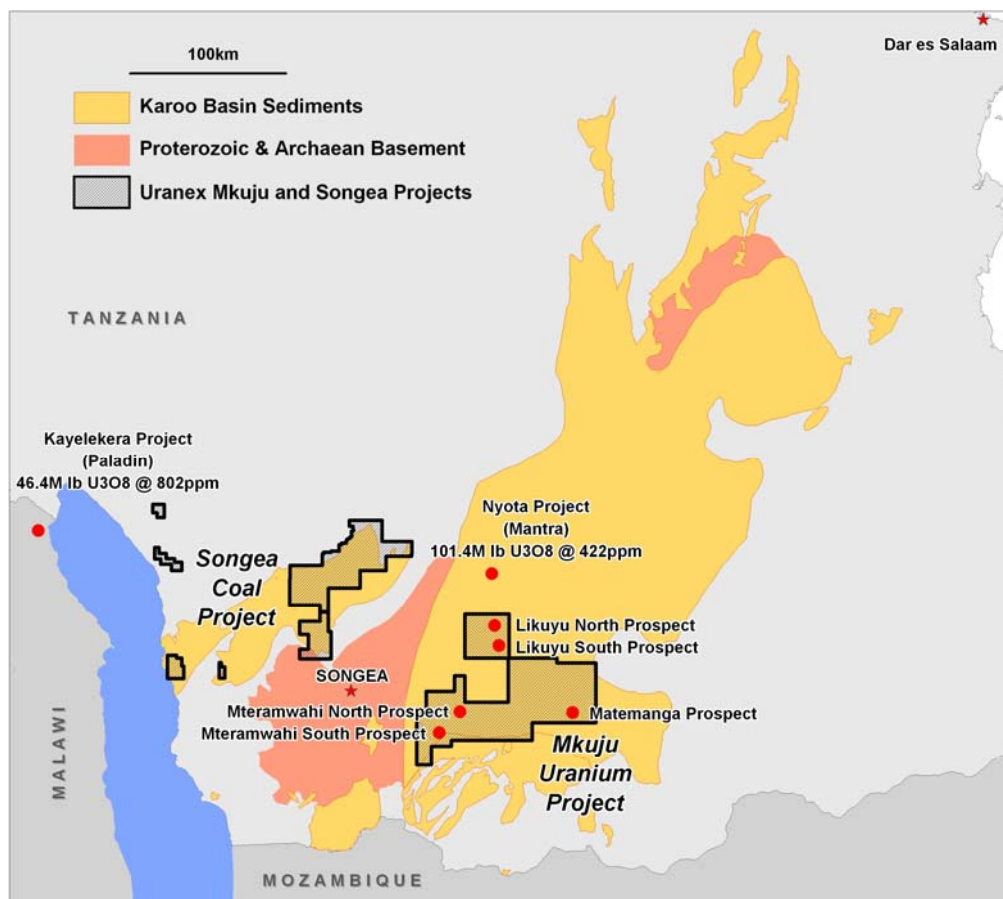 Dar es Salaam
100km
Karoo Basin Sediments
Proterozoic & Archaean Basement
Uranex Mkuju and Songea Projects
TANZANIA
Kayelekera Project
(Paladin)
46.4M lb U3O8 @ 802ppm
Nyota Project
(Mantra)
101.4M lb U3O8 @ 422ppm
Songea
Coal
Project
Likuyu North Prospect
Likuyu South Prospect
SONGEA
Mteramwahi North Prospect
Mteramwahi South Prospect
Matemanga Prospect
Mkuju
Uranium
Project
MALAWI
MOZAMBIQUE